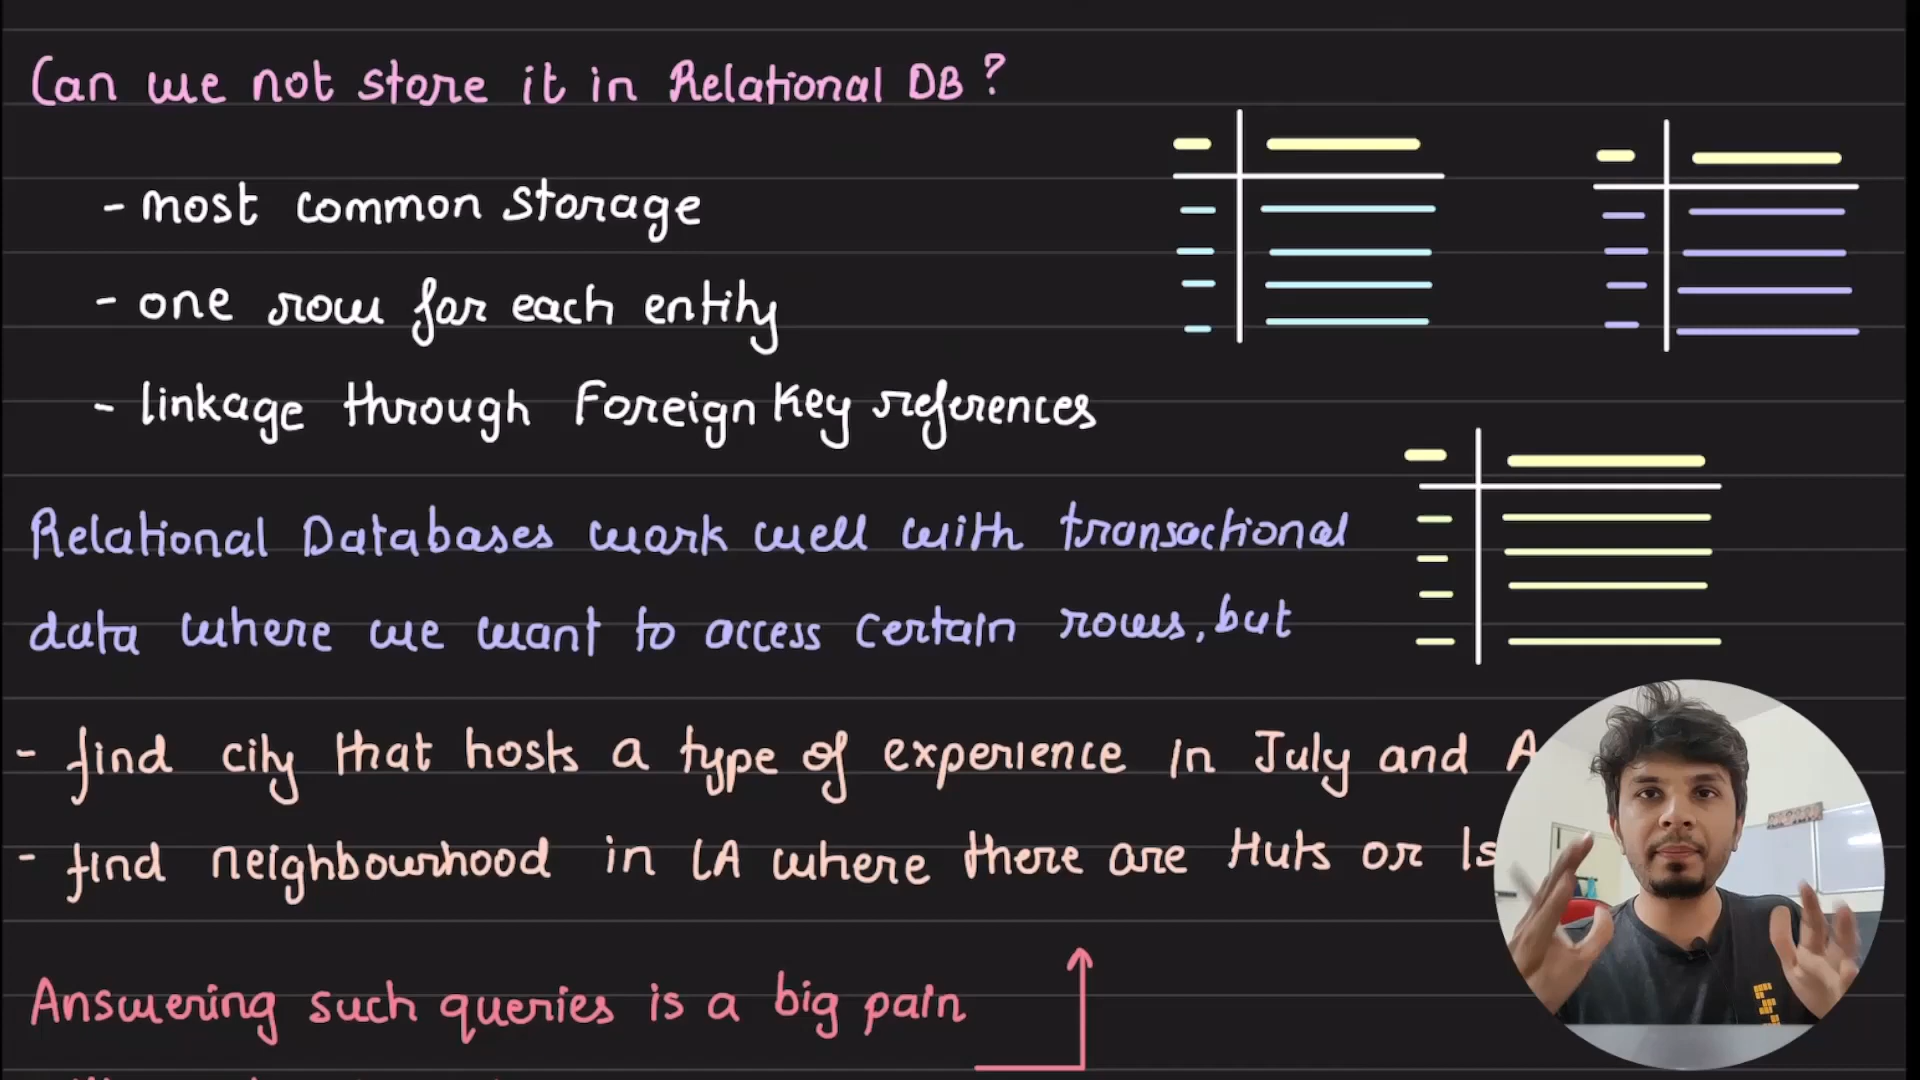 Can we not store it in Relational DB?
- most common storage
- one row for each entity
- linkage through Foreign Key references
Relational Databases work well with transactional
data where we want to access certain rows, but
- find city that hosts a type of experience in July and
- find neighbourhood in LA where there are Huts or
Answering such queries is a big pain